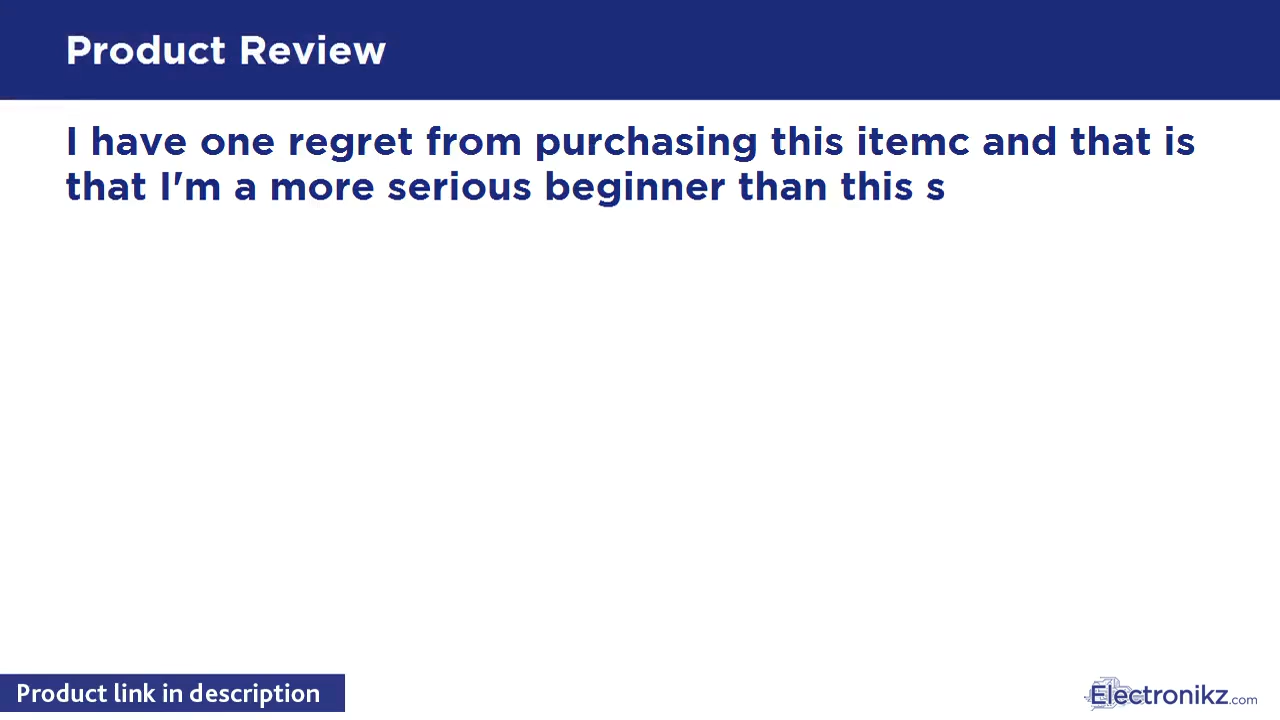 Product Review
I have one regret from purchasing this itemc and that is
that I'm a more serious beginner than this s
Product link in description
Electronikz.com